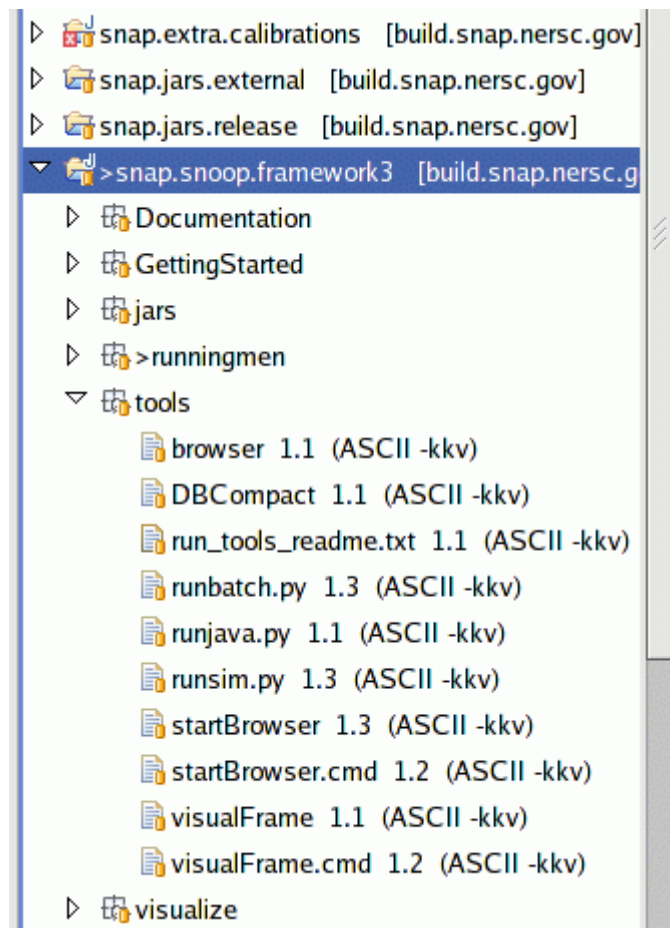 snap.extra.calibrations [build.snap.nersc.gov]
snap.jars.external [build.snap.nersc.gov]
snap.jars.release [build.snap.nersc.gov]
>snap.snoop.framework3 [build.snap.nersc.g
Documentation
GettingStarted
jars
>runningmen
tools
browser 1.1 (ASCII -kkv)
DBCompact 1.1 (ASCII -kkv)
run_tools_readme.txt 1.1 (ASCII -kkv)
runbatch.py 1.3 (ASCII -kkv)
runjava.py 1.1 (ASCII -kkv)
runsim.py 1.3 (ASCII -kkv)
startBrowser 1.3 (ASCII -kkv)
startBrowser.cmd 1.2 (ASCII -kkv)
visualFrame 1.1 (ASCII -kkv)
visualFrame.cmd 1.2 (ASCII -kkv)
visualize